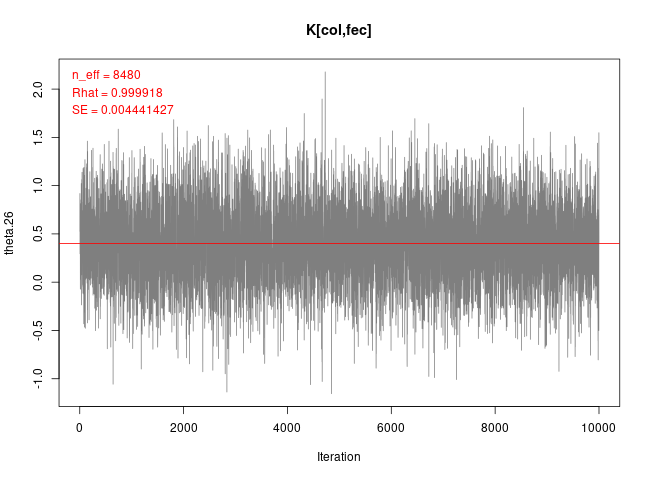 K[col,fec]
n_eff = 8480
Rhat = 0.999918
SE = 0.004441427
theta.26
2.0
1.5
1.0
0.5
0.0
-0.5
-1.0
0 2000 4000 6000 8000 10000
Iteration